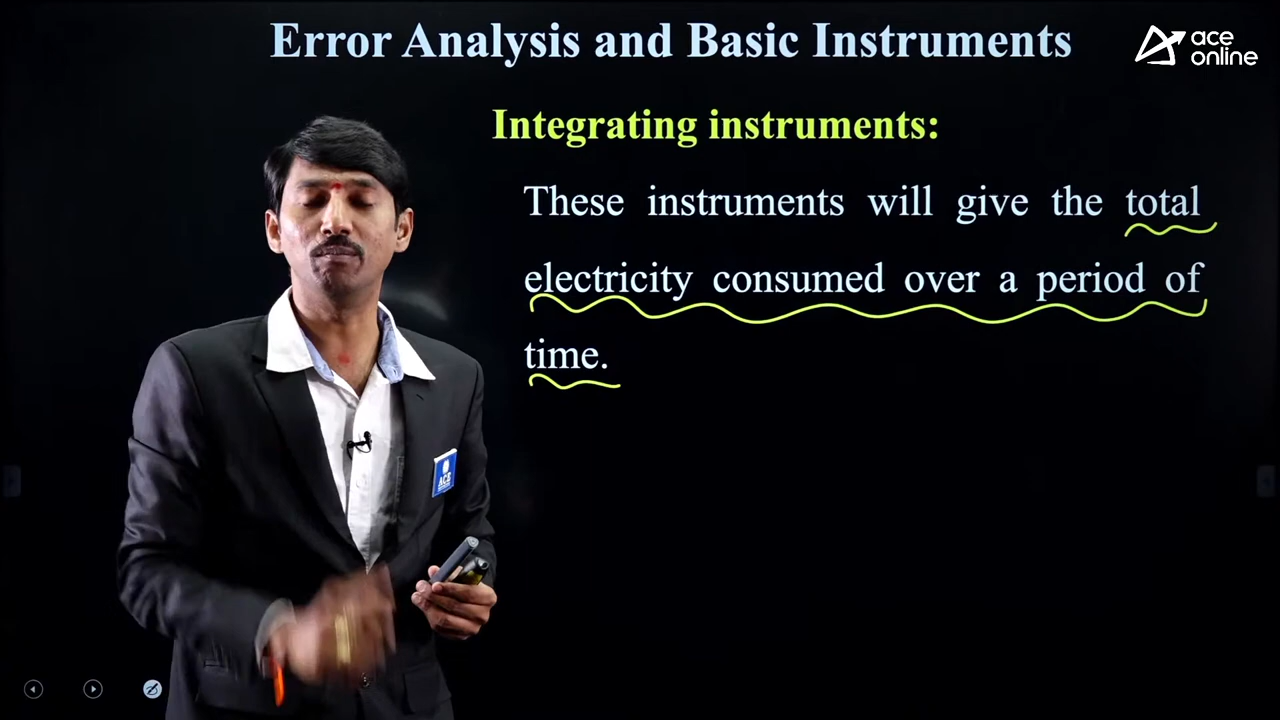 Error Analysis and Basic Instruments
ace
online
Integrating instruments:
These instruments will give the total
electricity consumed over a period of
time.
ACE